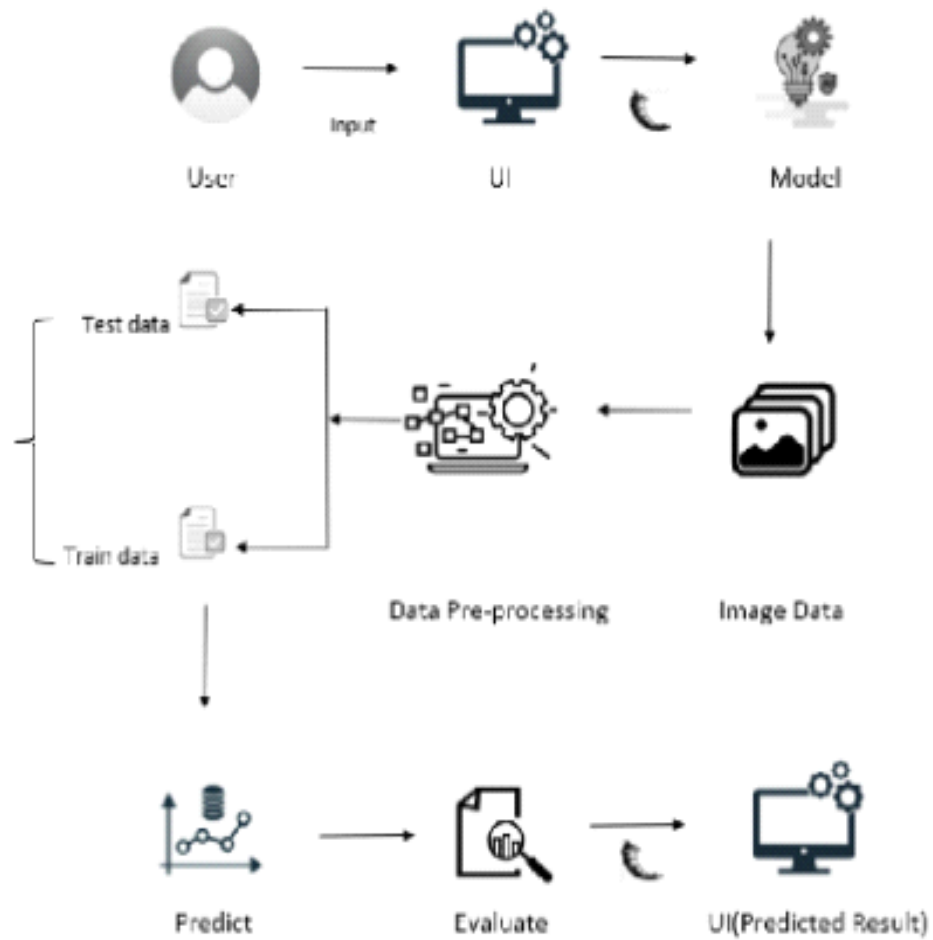 Input
User
UI
Model
Test data
Train data
Data Pre-processing
Image Data
Predict
Evaluate
UI(Predicted Result)